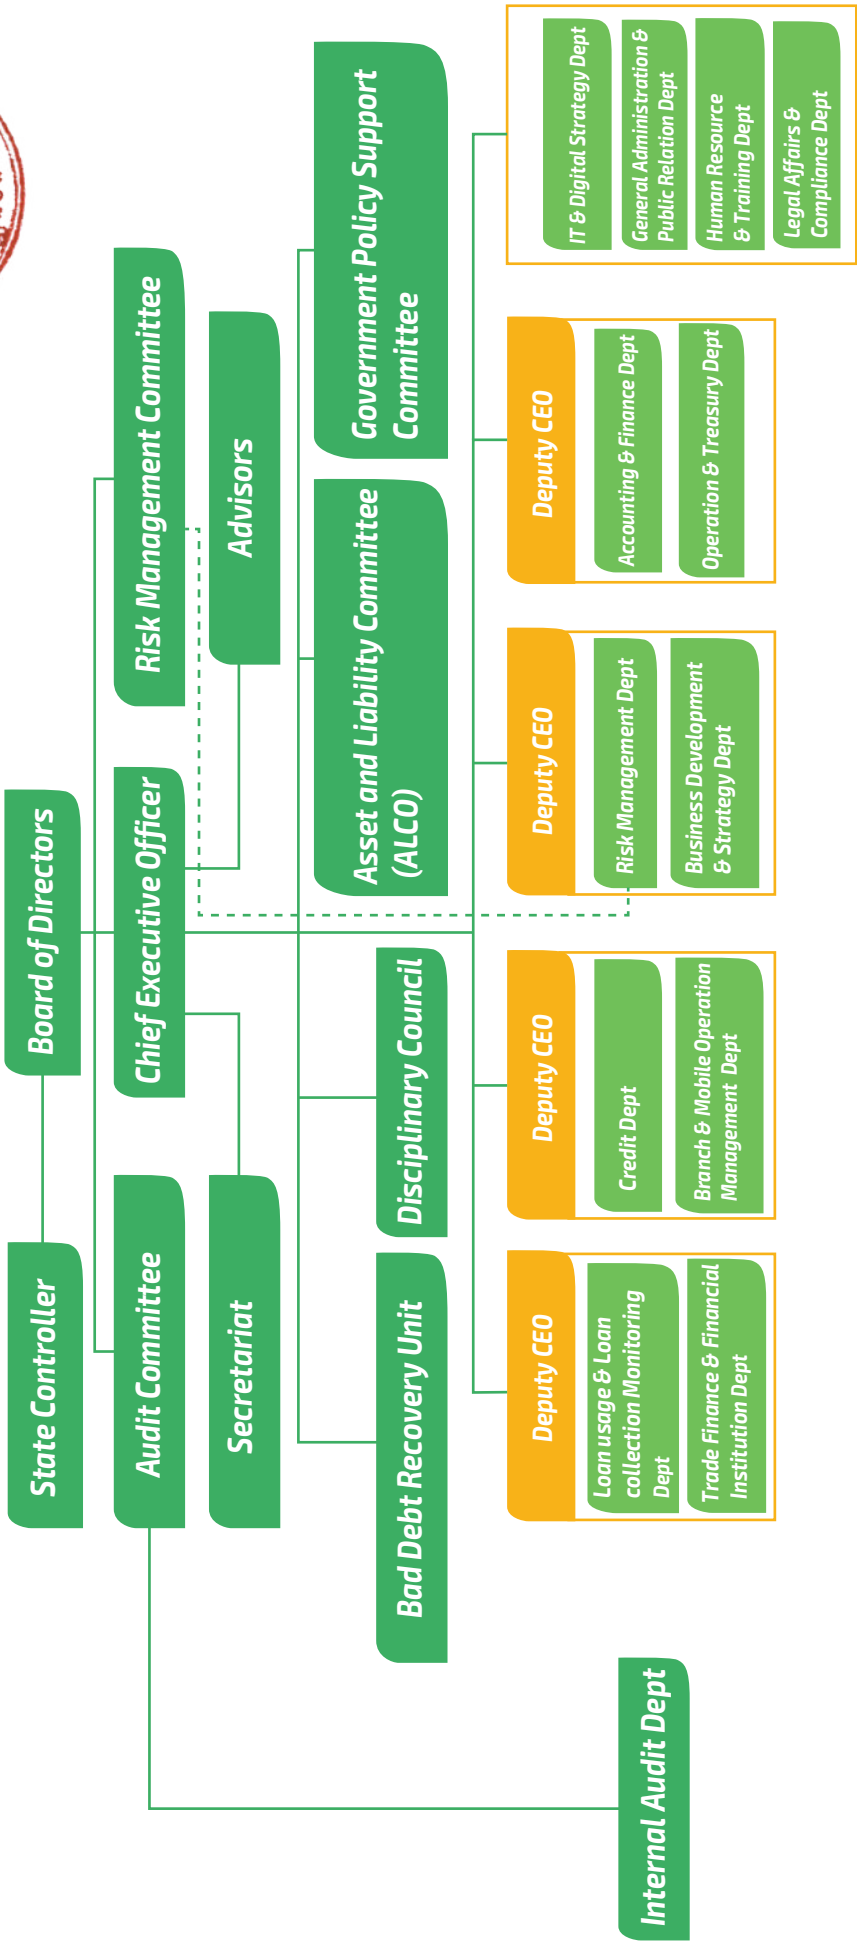 State Controller
Board of Directors
Audit Committee
Chief Executive Officer
Risk Management Committee
Secretariat
Advisors
Bad Debt Recovery Unit
Disciplinary Council
Asset and Liability Committee
(ALCO)
Government Policy Support
Committee
Deputy CEO
Loan usage & Loan
collection Monitoring
Dept
Trade Finance & Financial
Institution Dept
Deputy CEO
Credit Dept
Branch & Mobile Operation
Management Dept
Deputy CEO
Risk Management Dept
Business Development
& Strategy Dept
Deputy CEO
Accounting & Finance Dept
Operation & Treasury Dept
IT & Digital Strategy Dept
General Administration &
Public Relation Dept
Human Resource
& Training Dept
Legal Affairs &
Compliance Dept
Internal Audit Dept